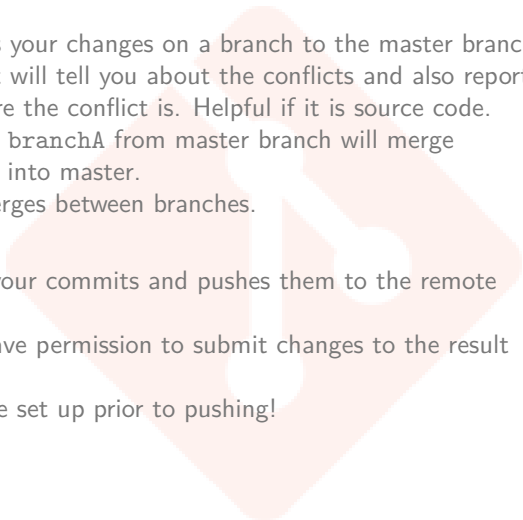 s your changes on a branch to the master branc
t will tell you about the conflicts and also report
re the conflict is. Helpful if it is source code.
branchA from master branch will merge
into master.
erges between branches.
your commits and pushes them to the remote
ave permission to submit changes to the result
e set up prior to pushing!